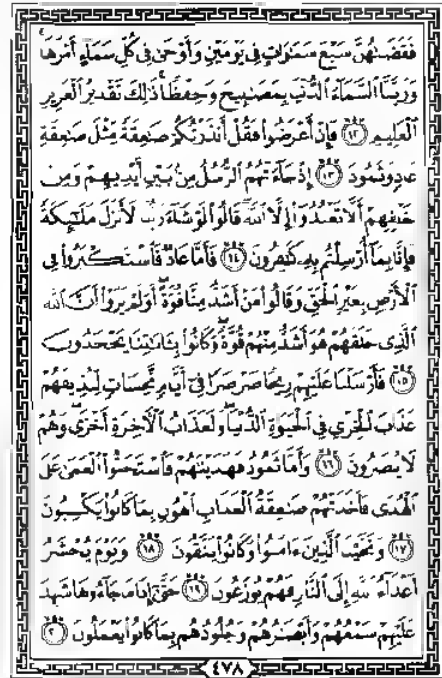 فَقَضَىٰهُنَّ سَبْعَ سَمَٰوَاتٍ فِى يَوْمَيْنِ وَأَوْحَىٰ فِى كُلِّ سَمَآءٍ أَمْرَهَا
وَزَيَّنَّا ٱلسَّمَآءَ ٱلدُّنْيَا بِمَصَٰبِيحَ وَحِفْظًا ذَٰلِكَ تَقْدِيرُ ٱلْعَزِيزِ
ٱلْعَلِيمِ ١٢ فَإِنْ أَعْرَضُوا۟ فَقُلْ أَنذَرْتُكُمْ صَٰعِقَةً مِّثْلَ صَٰعِقَةِ
عَادٍ وَثَمُودَ ١٣ إِذْ جَآءَتْهُمُ ٱلرُّسُلُ مِنۢ بَيْنِ أَيْدِيهِمْ وَمِنْ
خَلْفِهِمْ أَلَّا تَعْبُدُوٓا۟ إِلَّا ٱللَّهَ قَالُوا۟ لَوْ شَآءَ رَبُّنَا لَأَنزَلَ مَلَٰٓئِكَةً
فَإِنَّا بِمَآ أُرْسِلْتُم بِهِۦ كَٰفِرُونَ ١٤ فَأَمَّا عَادٌ فَٱسْتَكْبَرُوا۟ فِى
ٱلْأَرْضِ بِغَيْرِ ٱلْحَقِّ وَقَالُوا۟ مَنْ أَشَدُّ مِنَّا قُوَّةً أَوَلَمْ يَرَوْا۟ أَنَّ ٱللَّهَ
ٱلَّذِى خَلَقَهُمْ هُوَ أَشَدُّ مِنْهُمْ قُوَّةً وَكَانُوا۟ بِـَٔايَٰتِنَا يَجْحَدُونَ
١٥ فَأَرْسَلْنَا عَلَيْهِمْ رِيحًا صَرْصَرًا فِىٓ أَيَّامٍ نَّحِسَاتٍ لِّنُذِيقَهُمْ
عَذَابَ ٱلْخِزْىِ فِى ٱلْحَيَوٰةِ ٱلدُّنْيَا وَلَعَذَابُ ٱلْـَٔاخِرَةِ أَخْزَىٰ وَهُمْ
لَا يُنصَرُونَ ١٦ وَأَمَّا ثَمُودُ فَهَدَيْنَٰهُمْ فَٱسْتَحَبُّوا۟ ٱلْعَمَىٰ عَلَى
ٱلْهُدَىٰ فَأَخَذَتْهُمْ صَٰعِقَةُ ٱلْعَذَابِ ٱلْهُونِ بِمَا كَانُوا۟ يَكْسِبُونَ
١٧ وَنَجَّيْنَا ٱلَّذِينَ ءَامَنُوا۟ وَكَانُوا۟ يَتَّقُونَ ١٨ وَيَوْمَ يُحْشَرُ
أَعْدَآءُ ٱللَّهِ إِلَى ٱلنَّارِ فَهُمْ يُوزَعُونَ ١٩ حَتَّىٰٓ إِذَا مَا جَآءُوهَا شَهِدَ
عَلَيْهِمْ سَمْعُهُمْ وَأَبْصَٰرُهُمْ وَجُلُودُهُم بِمَا كَانُوا۟ يَعْمَلُونَ ٢٠
٤٧٨